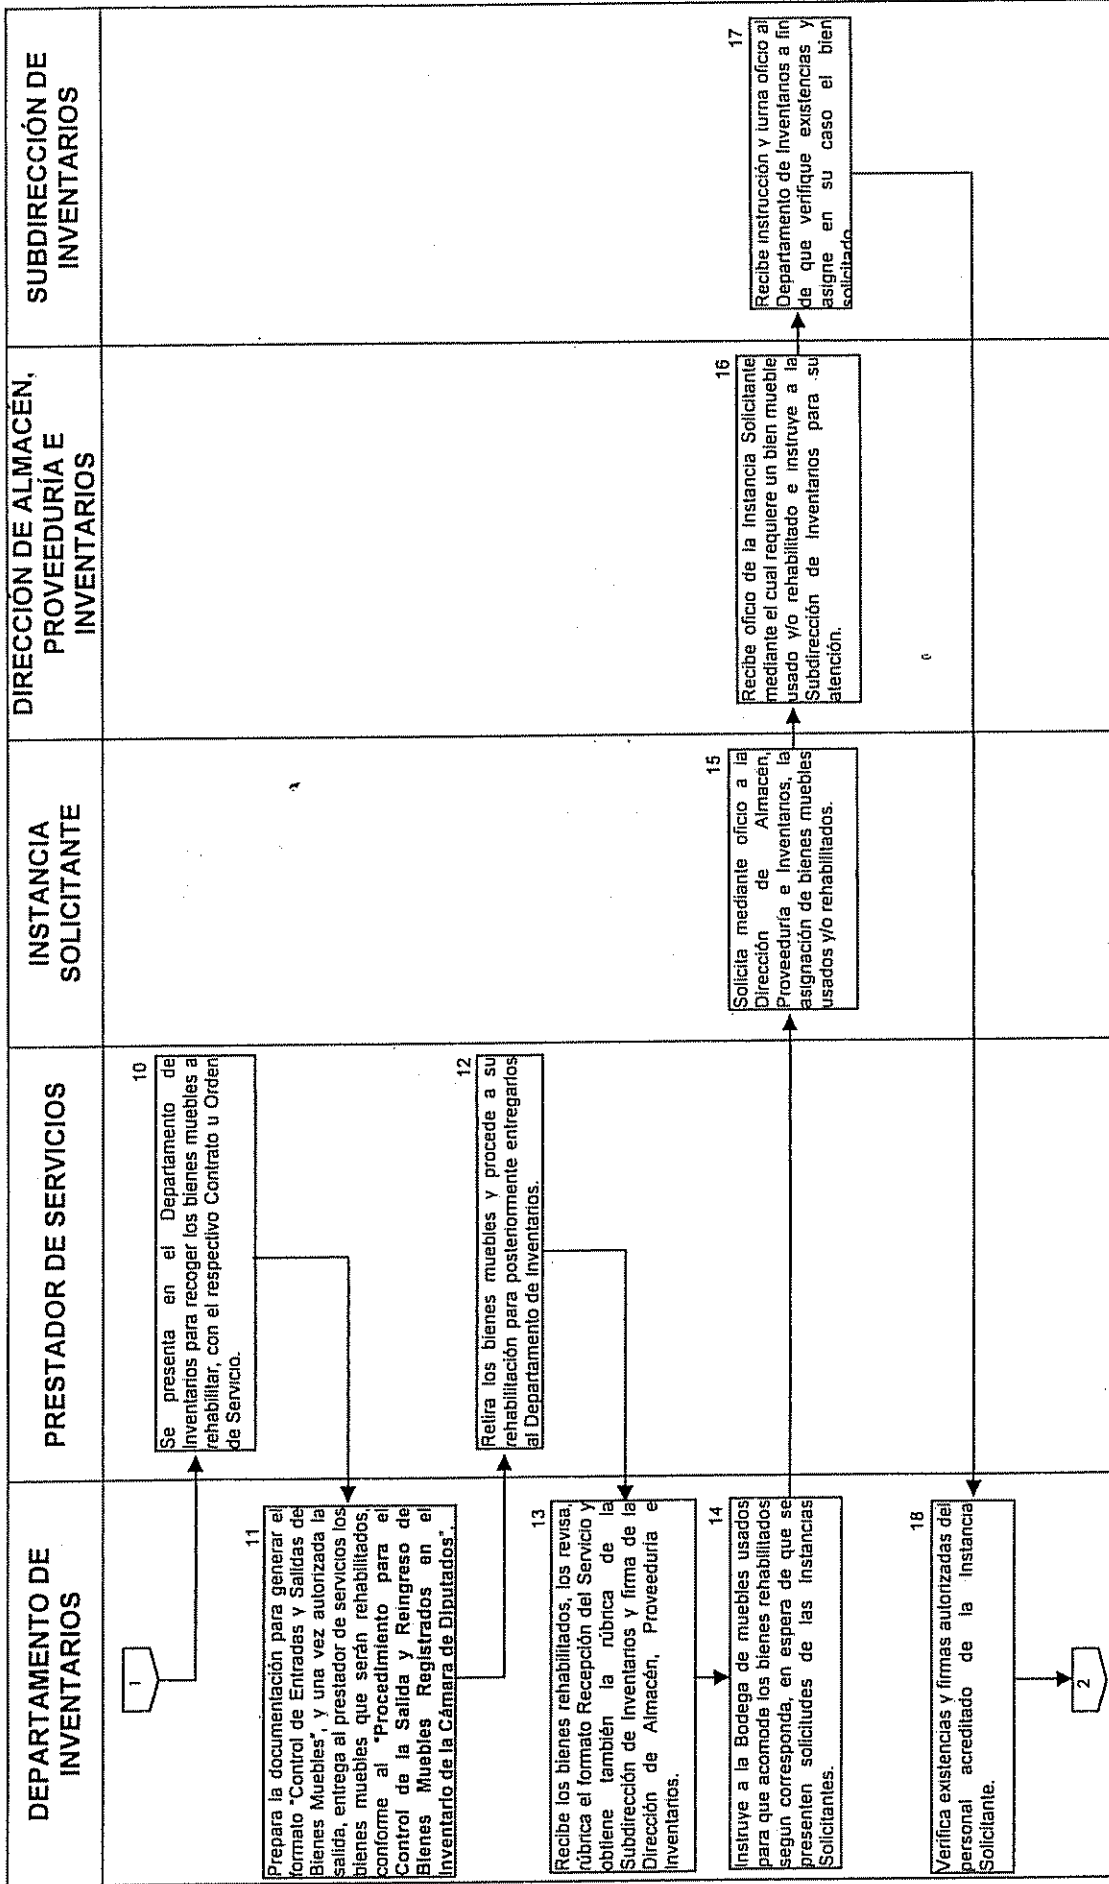 DEPARTAMENTO DE
INVENTARIOS
PRESTADOR DE SERVICIOS
INSTANCIA
SOLICITANTE
DIRECCIÓN DE ALMACÉN,
PROVEEDURÍA E
INVENTARIOS
SUBDIRECCIÓN DE
INVENTARIOS
1
10
Se presenta en el Departamento de
Inventarios para recoger los bienes muebles a
rehabilitar, con el respectivo Contrato u Orden
de Servicio.
11
Prepara la documentación para generar el
formato "Control de Entradas y Salidas de
Bienes Muebles", y una vez autorizada la
salida, entrega al prestador de servicios los
bienes muebles que serán rehabilitados,
conforme al "Procedimiento para el
Control de la Salida y Reingreso de
Bienes Muebles Registrados en el
Inventario de la Cámara de Diputados".
12
Retira los bienes muebles y procede a su
rehabilitación para posteriormente entregarlos
al Departamento de Inventarios.
13
Recibe los bienes rehabilitados, los revisa,
rúbrica el formato Recepción del Servicio y
obtiene también la rúbrica de la
Subdirección de Inventarios y firma de la
Dirección de Almacén, Proveeduría e
Inventarios.
14
Instruye a la Bodega de muebles usados
para que acomode los bienes rehabilitados
según corresponda, en espera de que se
presenten solicitudes de las Instancias
Solicitantes.
15
Solicita mediante oficio a la
Dirección de Almacén,
Proveeduría e Inventarios, la
asignación de bienes muebles
usados y/o rehabilitados.
16
Recibe oficio de la Instancia Solicitante
mediante el cual requiere un bien mueble
usado y/o rehabilitado e instruye a la
Subdirección de Inventarios para su
atención.
17
Recibe instrucción y turna oficio al
Departamento de Inventarios a fin
de que verifique existencias y
asigne en su caso el bien
solicitado
18
Verifica existencias y firmas autorizadas del
personal acreditado de la Instancia
Solicitante.
2